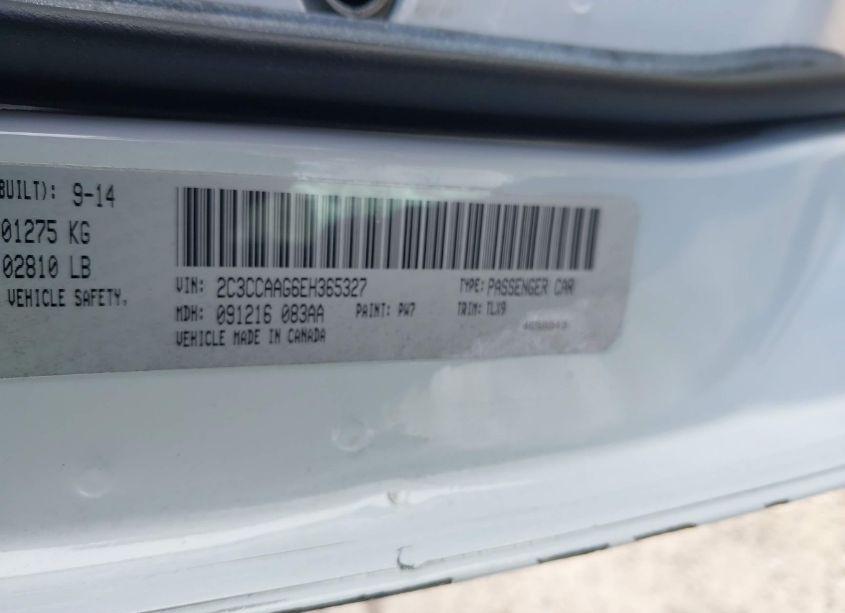 BUILT): 9-14
01275 KG
02810 LB
VEHICLE SAFETY.
VIN: 2C3CCAAG6EH365327 TYPE: PASSENGER CAR
MDH: 091216 083AA PAINT: PW7 TRIM: TLX9
VEHICLE MADE IN CANADA